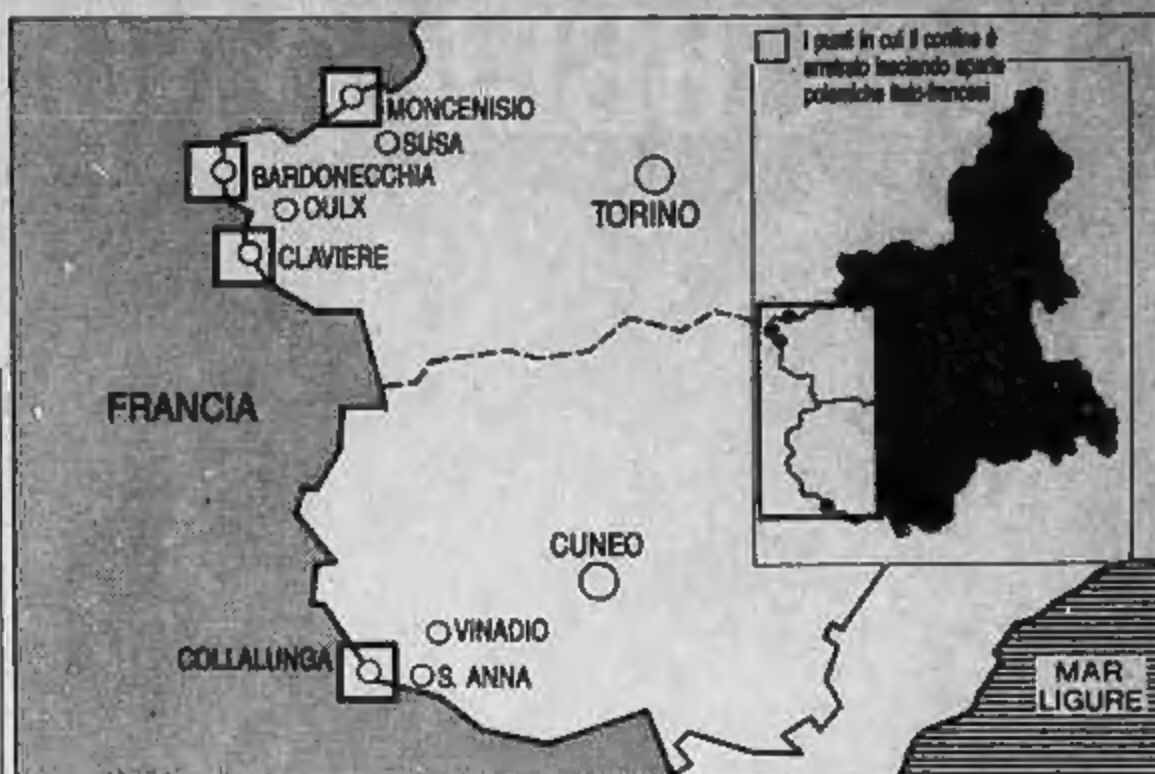 I punti in cui il confine è
arretrato lasciando aperte
polemiche italo-francesi
MONCENISIO
SUSA
BARDONECCHIA
OULX
TORINO
CLAVIERE
FRANCIA
CUNEO
VINADIO
COLLALUNGA
S. ANNA
MAR
LIGURE